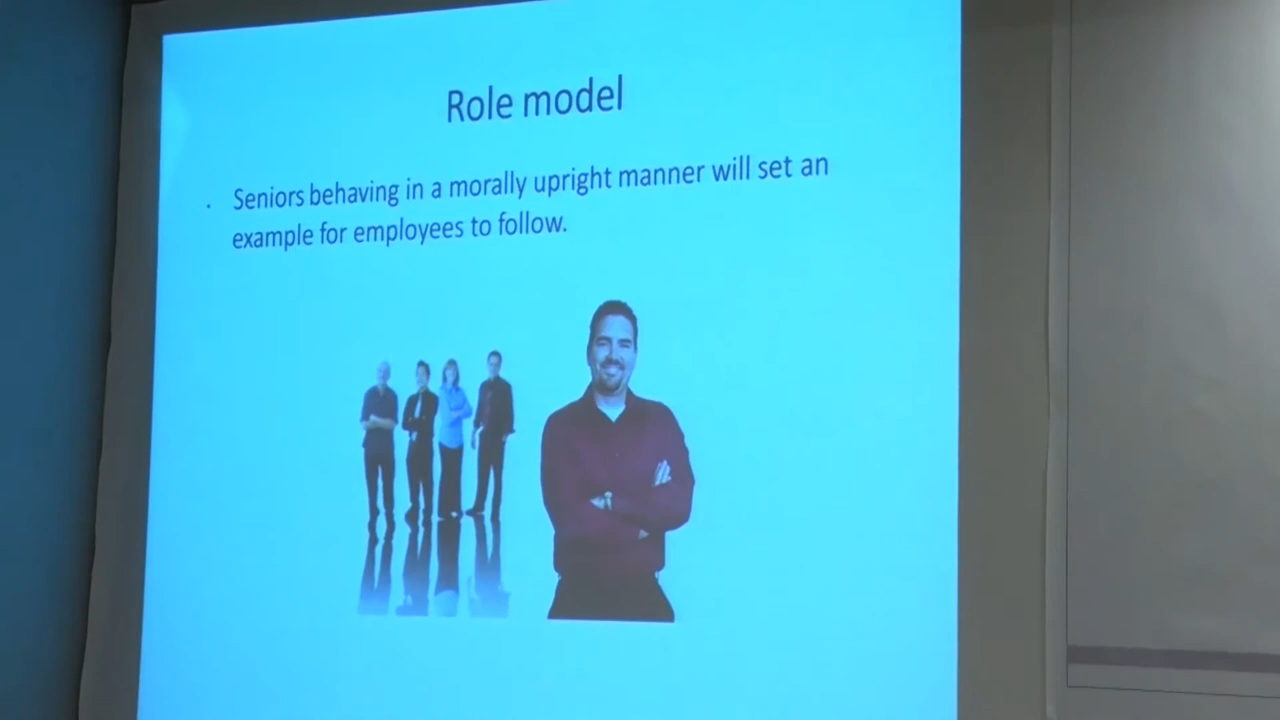 Role model
· Seniors behaving in a morally upright manner will set an
example for employees to follow.